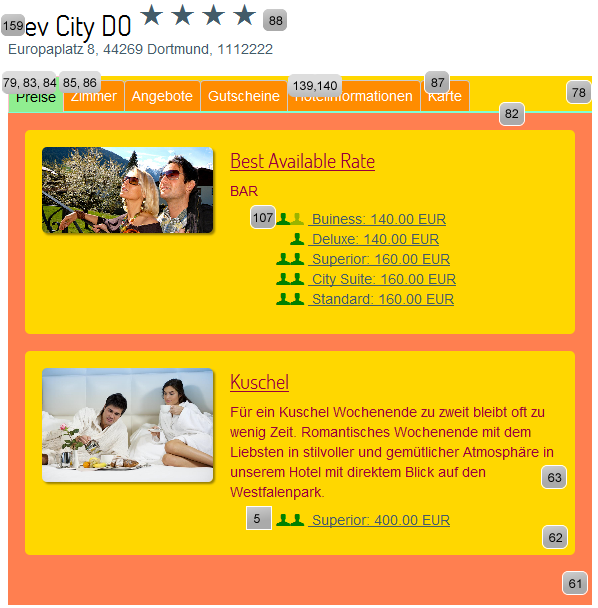 159 ev City DO ★ ★ ★ ★ 88
Europaplatz 8, 44269 Dortmund, 1112222
79, 83, 84 85, 86 139,140 87 78
Preise Zimmer Angebote Gutscheine Hotelinformationen Karte
82
Best Available Rate
BAR
107 Buiness: 140.00 EUR
Deluxe: 140.00 EUR
Superior: 160.00 EUR
City Suite: 160.00 EUR
Standard: 160.00 EUR
Kuschel
Für ein Kuschel Wochenende zu zweit bleibt oft zu
wenig Zeit. Romantisches Wochenende mit dem
Liebsten in stilvoller und gemütlicher Atmosphäre in
unserem Hotel mit direktem Blick auf den
Westfalenpark.
63
5 Superior: 400.00 EUR
62
61